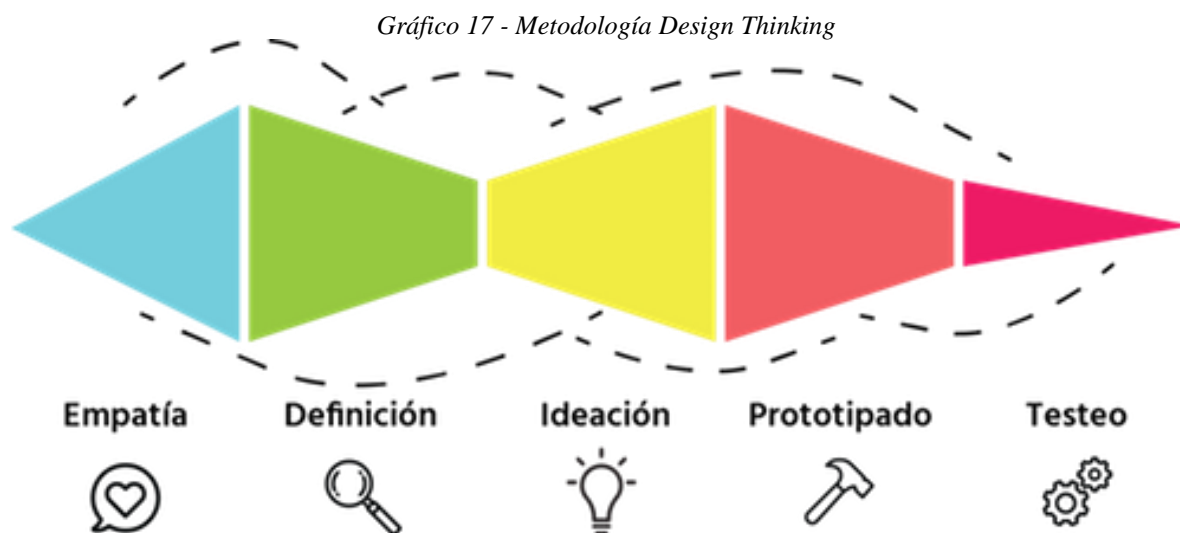 Gráfico 17 - Metodología Design Thinking
Empatía Definición Ideación Prototipado Testeo